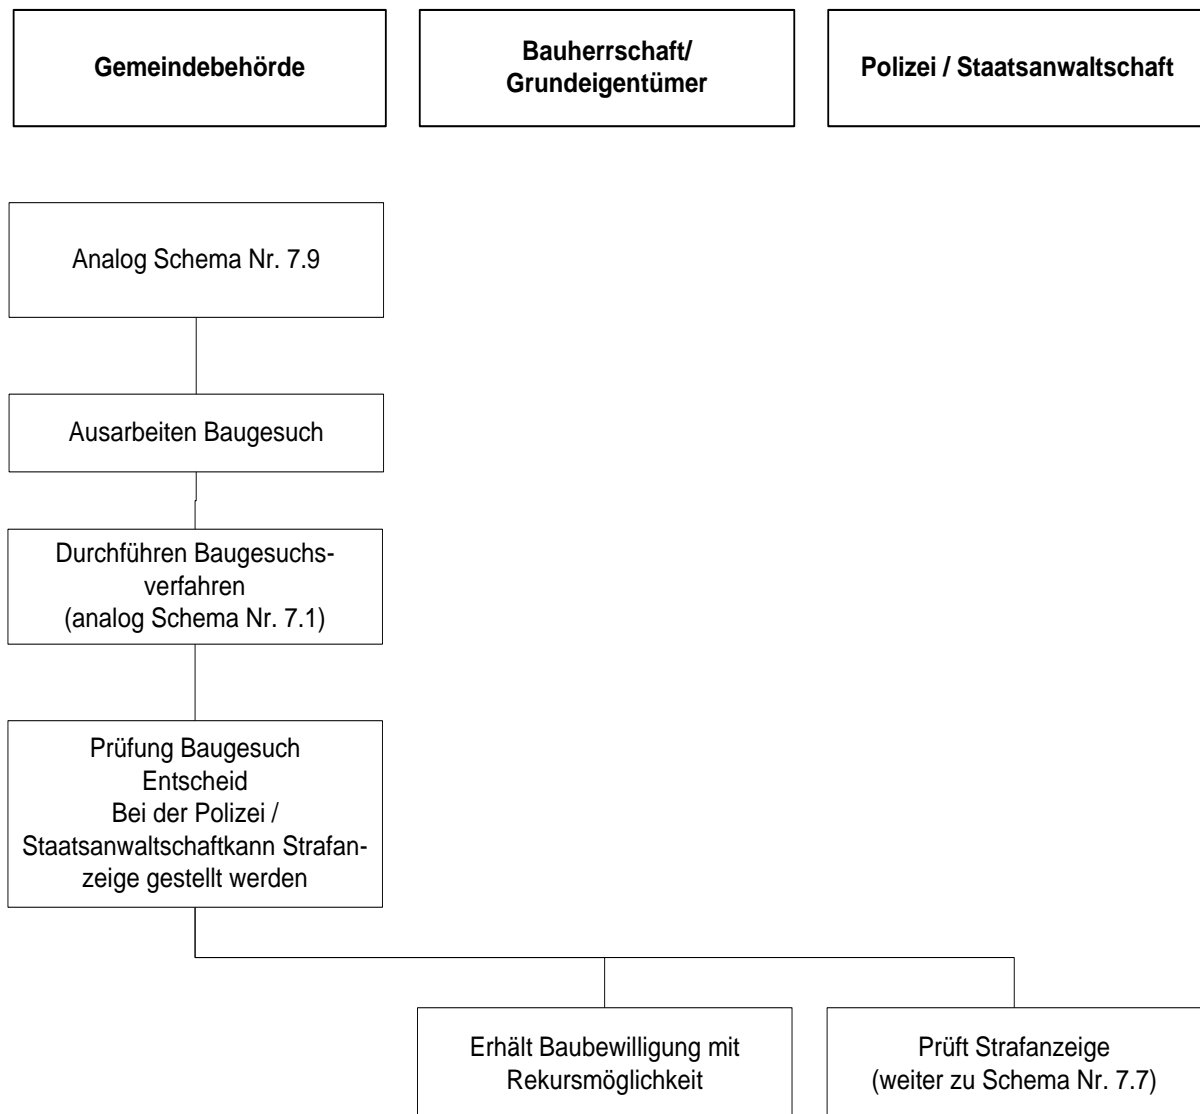 Gemeindebehörde
Bauherrschaft/
Grundeigentümer
Polizei / Staatsanwaltschaft
Analog Schema Nr. 7.9
Ausarbeiten Baugesuch
Durchführen Baugesuchs-
verfahren
(analog Schema Nr. 7.1)
Prüfung Baugesuch
Entscheid
Bei der Polizei /
Staatsanwaltschaftkann Strafan-
zeige gestellt werden
Erhält Baubewilligung mit
Rekursmöglichkeit
Prüft Strafanzeige
(weiter zu Schema Nr. 7.7)